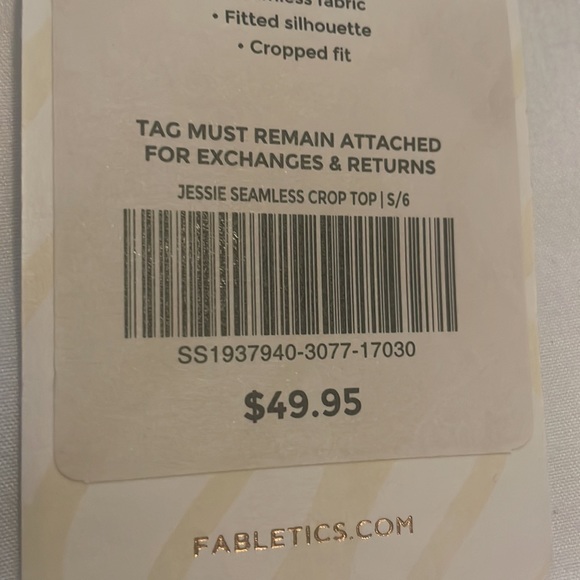 fabric
• Fitted silhouette
• Cropped fit
TAG MUST REMAIN ATTACHED
FOR EXCHANGES & RETURNS
JESSIE SEAMLESS CROP TOP | S/6
SS1937940-3077-17030
$49.95
FABLETICS.COM